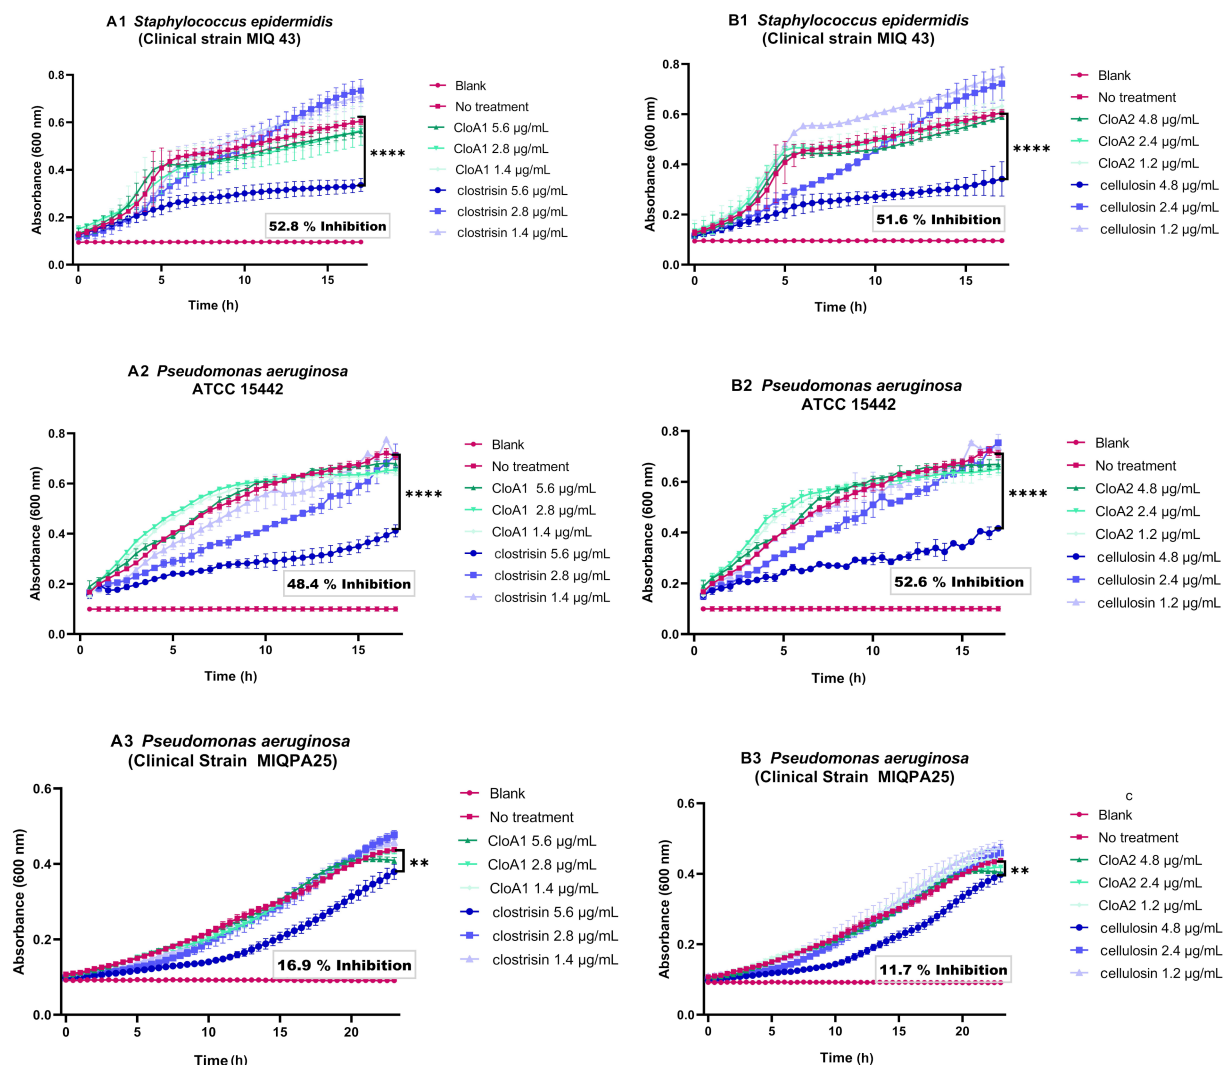 A1 Staphylococcus epidermidis
(Clinical strain MIQ 43)
Absorbance (600 nm)
0.8
0.6
0.4
0.2
0.0
0 5 10 15
Time (h)
52.8 % Inhibition
****
Blank
No treatment
CloA1 5.6 µg/mL
CloA1 2.8 µg/mL
CloA1 1.4 µg/mL
clostrisin 5.6 µg/mL
clostrisin 2.8 µg/mL
clostrisin 1.4 µg/mL
B1 Staphylococcus epidermidis
(Clinical strain MIQ 43)
Absorbance (600 nm)
0.8
0.6
0.4
0.2
0.0
0 5 10 15
Time (h)
51.6 % Inhibition
****
Blank
No treatment
CloA2 4.8 µg/mL
CloA2 2.4 µg/mL
CloA2 1.2 µg/mL
cellulosin 4.8 µg/mL
cellulosin 2.4 µg/mL
cellulosin 1.2 µg/mL
A2 Pseudomonas aeruginosa
ATCC 15442
Absorbance (600 nm)
0.8
0.6
0.4
0.2
0.0
0 5 10 15
Time (h)
48.4 % Inhibition
****
Blank
No treatment
CloA1 5.6 µg/mL
CloA1 2.8 µg/mL
CloA1 1.4 µg/mL
clostrisin 5.6 µg/mL
clostrisin 2.8 µg/mL
clostrisin 1.4 µg/mL
B2 Pseudomonas aeruginosa
ATCC 15442
Absorbance (600 nm)
0.8
0.6
0.4
0.2
0.0
0 5 10 15
Time (h)
52.6 % Inhibition
****
Blank
No treatment
CloA2 4.8 µg/mL
CloA2 2.4 µg/mL
CloA2 1.2 µg/mL
cellulosin 4.8 µg/mL
cellulosin 2.4 µg/mL
cellulosin 1.2 µg/mL
A3 Pseudomonas aeruginosa
(Clinical Strain MIQPA25)
Absorbance (600 nm)
0.6
0.4
0.2
0.0
0 5 10 15 20
Time (h)
16.9 % Inhibition
**
Blank
No treatment
CloA1 5.6 µg/mL
CloA1 2.8 µg/mL
CloA1 1.4 µg/mL
clostrisin 5.6 µg/mL
clostrisin 2.8 µg/mL
clostrisin 1.4 µg/mL
B3 Pseudomonas aeruginosa
(Clinical Strain MIQPA25)
Absorbance (600 nm)
0.6
0.4
0.2
0.0
0 5 10 15 20
Time (h)
11.7 % Inhibition
**
c
Blank
No treatment
CloA2 4.8 µg/mL
CloA2 2.4 µg/mL
CloA2 1.2 µg/mL
cellulosin 4.8 µg/mL
cellulosin 2.4 µg/mL
cellulosin 1.2 µg/mL